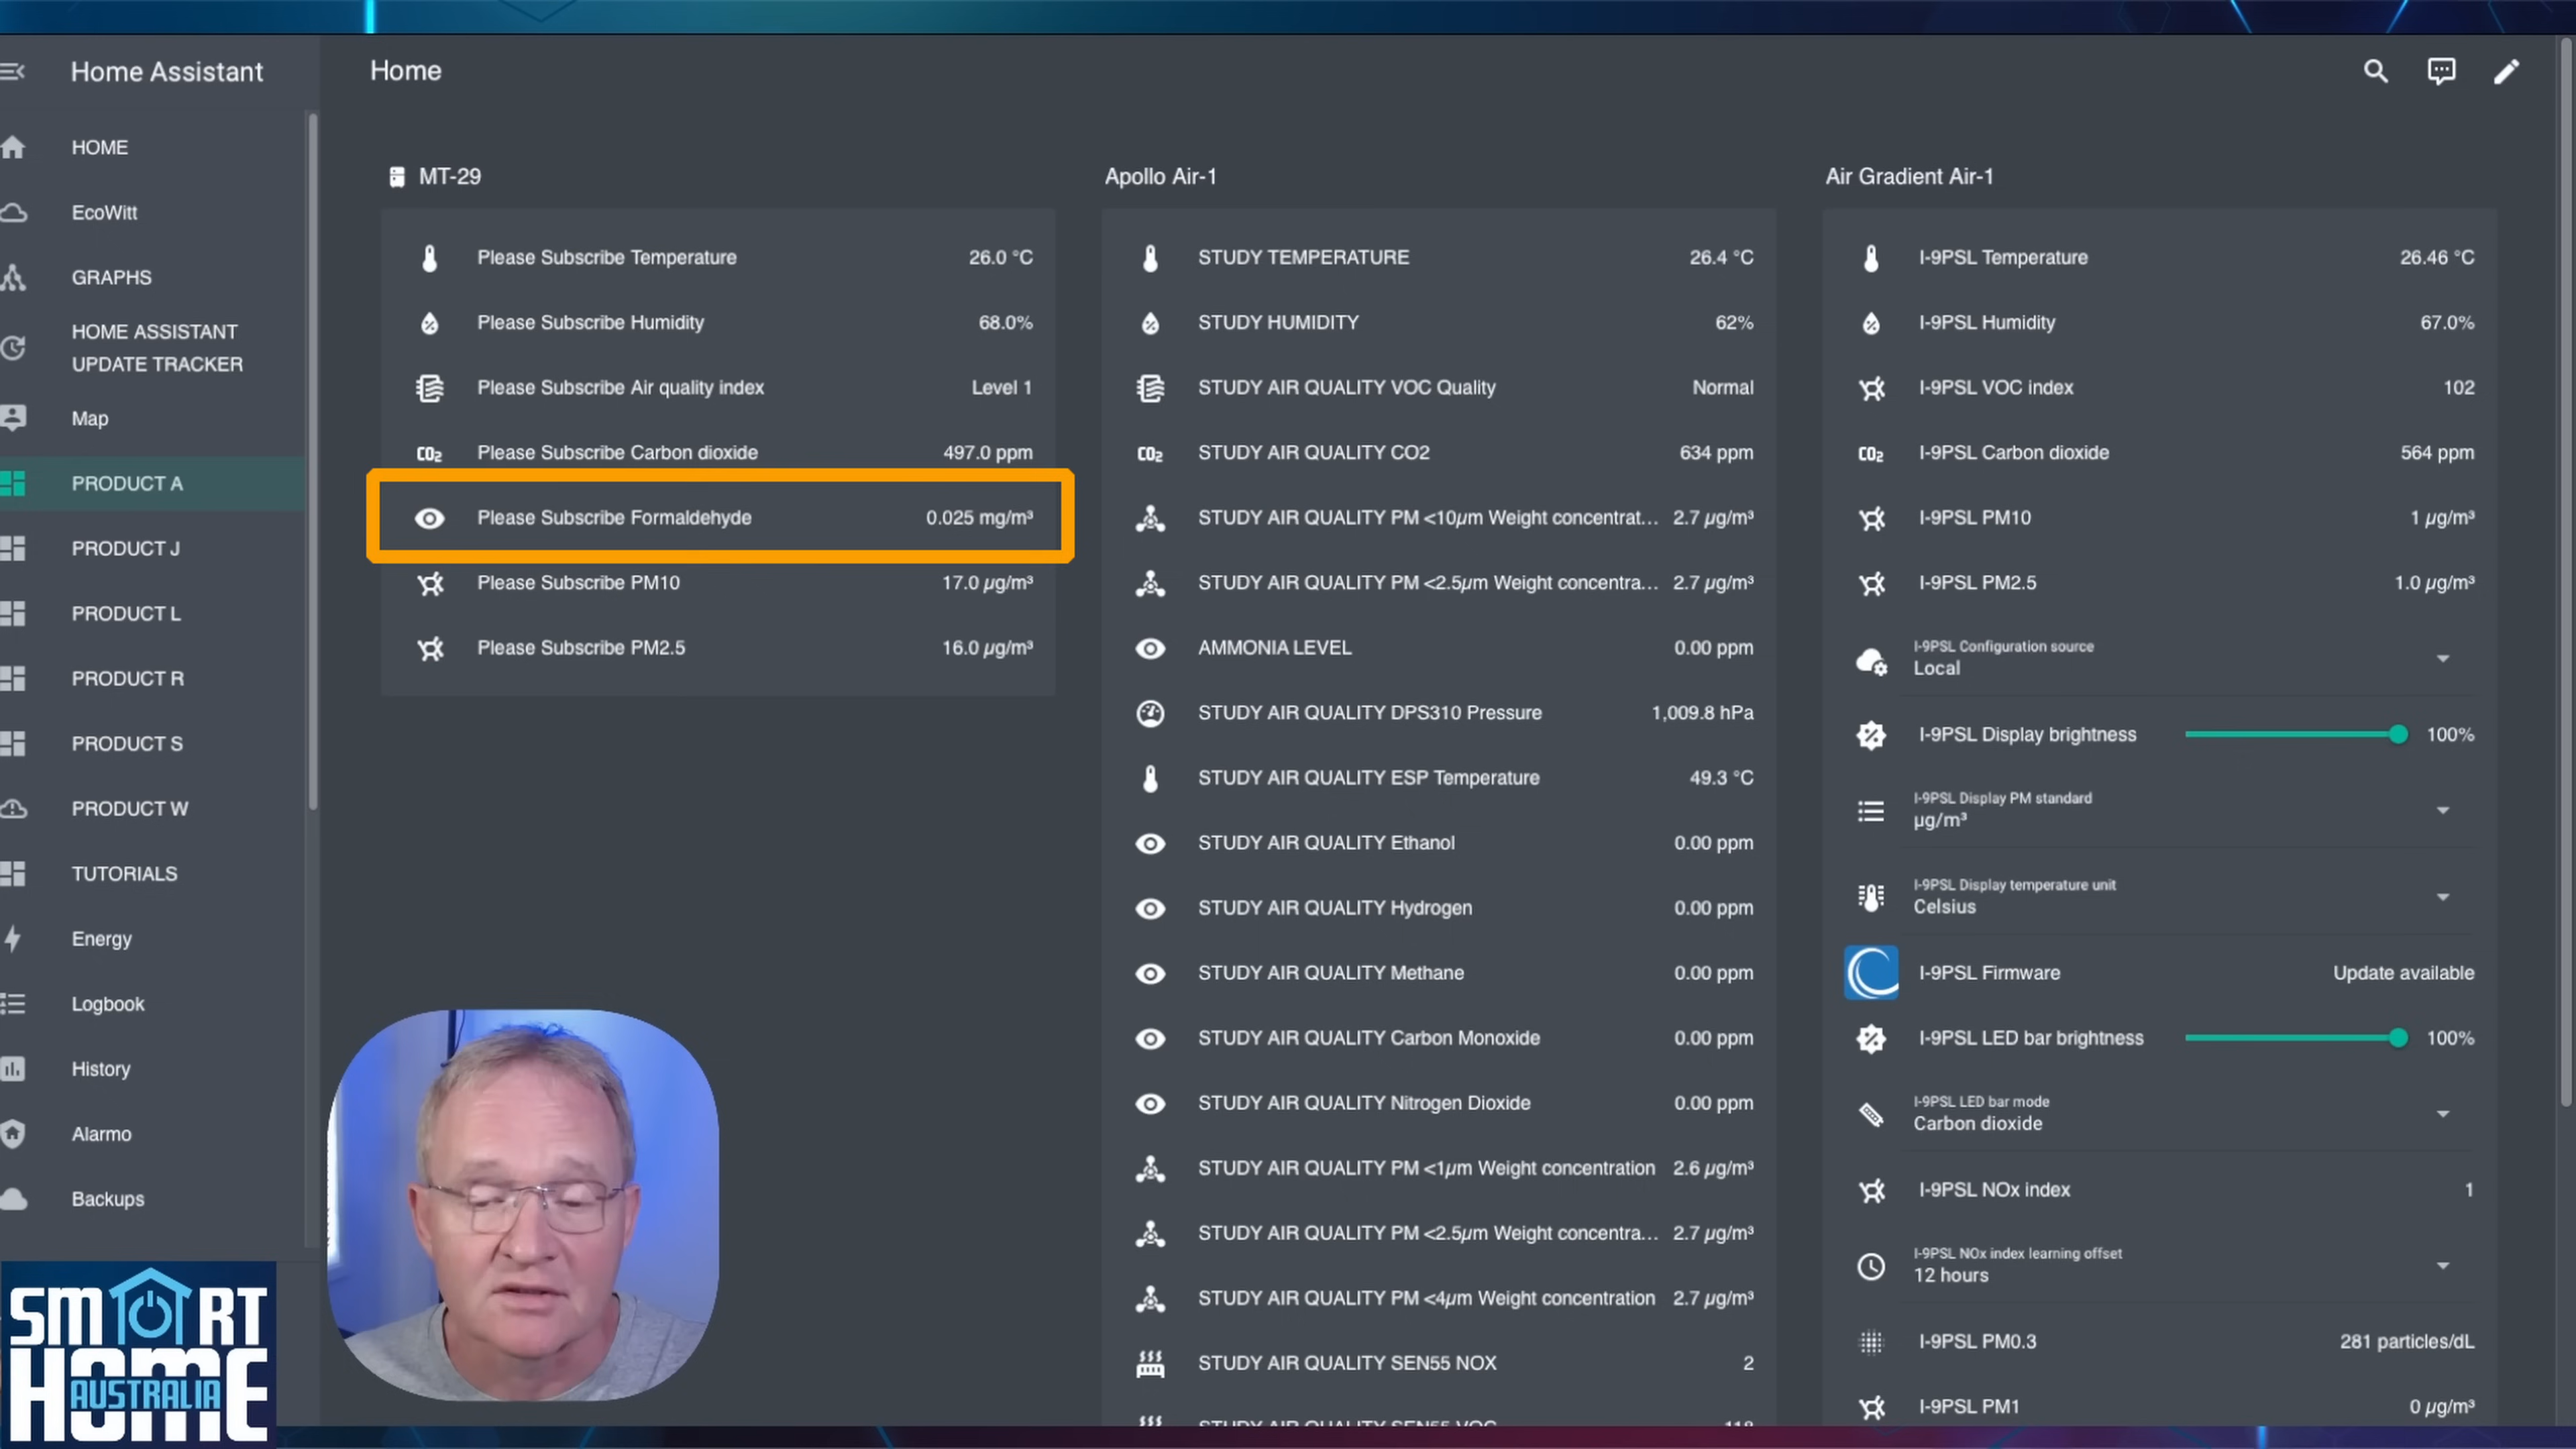 Home Assistant
Home
HOME
EcoWitt
GRAPHS
HOME ASSISTANT
UPDATE TRACKER
Map
PRODUCT A
PRODUCT J
PRODUCT L
PRODUCT R
PRODUCT S
PRODUCT W
TUTORIALS
Energy
Logbook
History
Alarmo
Backups
SMART
HOME
AUSTRALIA
MT-29
Please Subscribe Temperature 26.0 °C
Please Subscribe Humidity 68.0%
Please Subscribe Air quality index Level 1
CO₂ Please Subscribe Carbon dioxide 497.0 ppm
Please Subscribe Formaldehyde 0.025 mg/m³
Please Subscribe PM10 17.0 µg/m³
Please Subscribe PM2.5 16.0 µg/m³
Apollo Air-1
STUDY TEMPERATURE 26.4 °C
STUDY HUMIDITY 62%
STUDY AIR QUALITY VOC Quality Normal
CO₂ STUDY AIR QUALITY CO2 634 ppm
STUDY AIR QUALITY PM <10µm Weight concentrat... 2.7 µg/m³
STUDY AIR QUALITY PM <2.5µm Weight concentra... 2.7 µg/m³
AMMONIA LEVEL 0.00 ppm
STUDY AIR QUALITY DPS310 Pressure 1,009.8 hPa
STUDY AIR QUALITY ESP Temperature 49.3 °C
STUDY AIR QUALITY Ethanol 0.00 ppm
STUDY AIR QUALITY Hydrogen 0.00 ppm
STUDY AIR QUALITY Methane 0.00 ppm
STUDY AIR QUALITY Carbon Monoxide 0.00 ppm
STUDY AIR QUALITY Nitrogen Dioxide 0.00 ppm
STUDY AIR QUALITY PM <1µm Weight concentration 2.6 µg/m³
STUDY AIR QUALITY PM <2.5µm Weight concentra... 2.7 µg/m³
STUDY AIR QUALITY PM <4µm Weight concentration 2.7 µg/m³
STUDY AIR QUALITY SEN55 NOX 2
STUDY AIR QUALITY SEN55 VOC
Air Gradient Air-1
I-9PSL Temperature 26.46 °C
I-9PSL Humidity 67.0%
I-9PSL VOC index 102
CO₂ I-9PSL Carbon dioxide 564 ppm
I-9PSL PM10 1 µg/m³
I-9PSL PM2.5 1.0 µg/m³
I-9PSL Configuration source
Local
I-9PSL Display brightness 100%
I-9PSL Display PM standard
µg/m³
I-9PSL Display temperature unit
Celsius
I-9PSL Firmware Update available
I-9PSL LED bar brightness 100%
I-9PSL LED bar mode
Carbon dioxide
I-9PSL NOx index 1
I-9PSL NOx index learning offset
12 hours
I-9PSL PM0.3 281 particles/dL
I-9PSL PM1 0 µg/m³